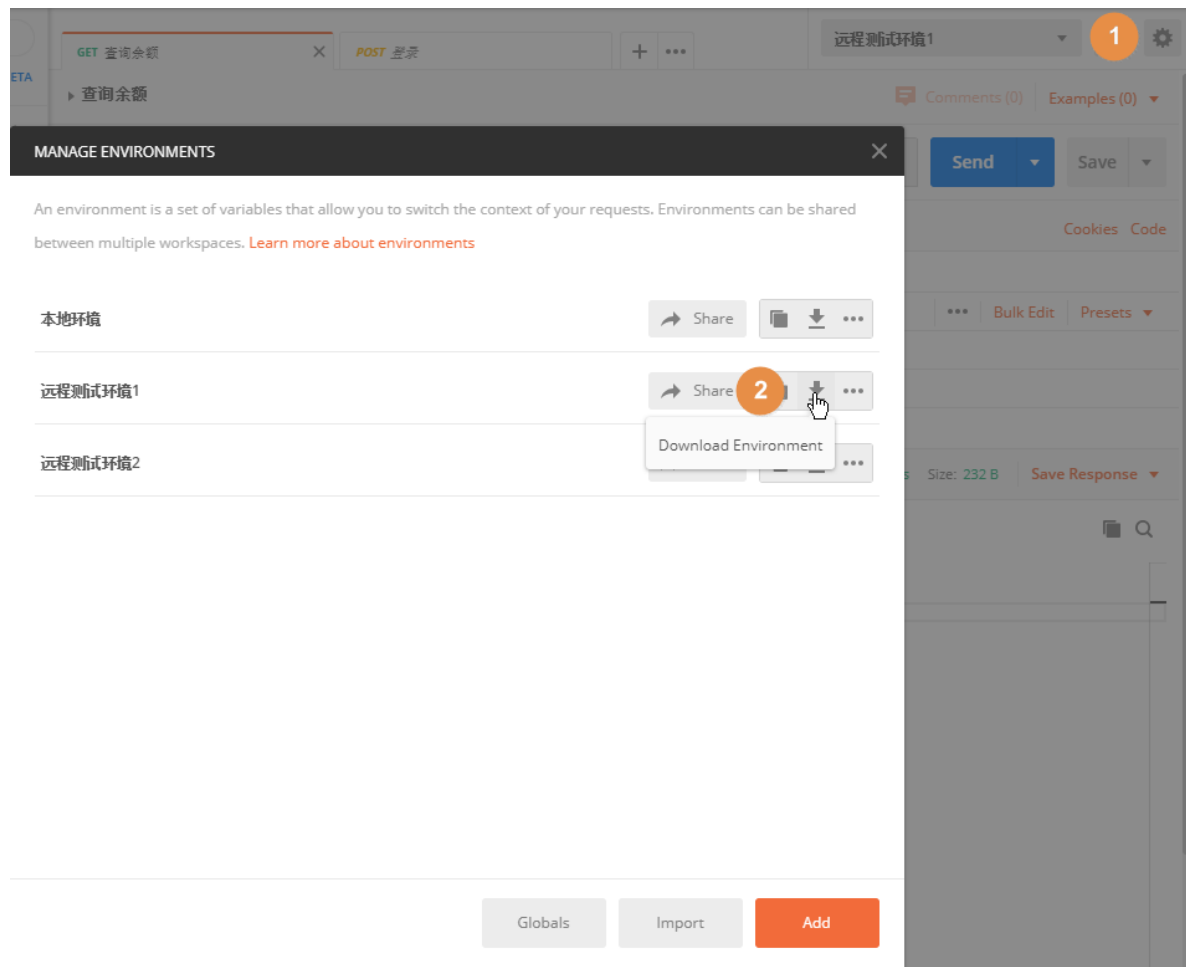 GET 查询余额
POST 登录
远程测试环境1
1
ETA
查询余额
Comments (0)
Examples (0)
MANAGE ENVIRONMENTS
Send
Save
An environment is a set of variables that allow you to switch the context of your requests. Environments can be shared
between multiple workspaces. Learn more about environments
Cookies
Code
本地环境
Share
Bulk Edit
Presets
远程测试环境1
Share
2
Download Environment
远程测试环境2
s
Size: 232 B
Save Response
Globals
Import
Add